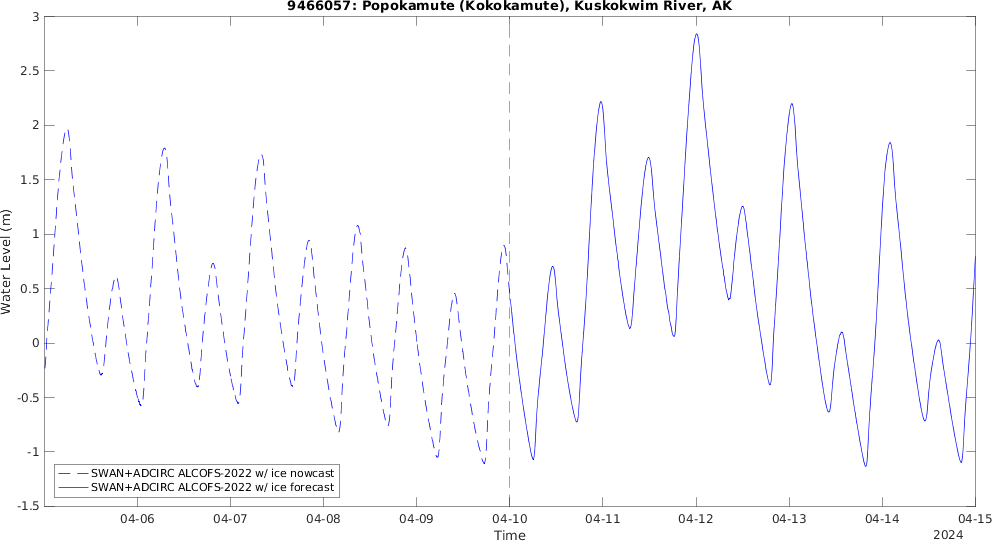 9466057: Popokamute (Kokokamute), Kuskokwim River, AK
3
2.5
2
1.5
1
0.5
0
-0.5
-1
-1.5
Water Level (m)
SWAN+ADCIRC ALCOFS-2022 w/ ice nowcast
SWAN+ADCIRC ALCOFS-2022 w/ ice forecast
04-06 04-07 04-08 04-09 04-10 04-11 04-12 04-13 04-14 04-15
Time
2024